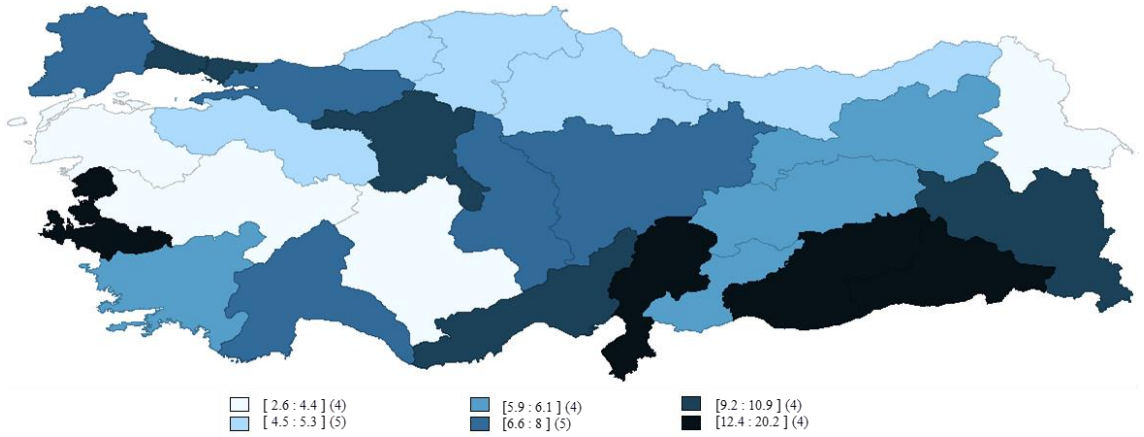 [ 2.6 : 4.4 ] (4) [5.9 : 6.1 ] (4) [9.2 : 10.9 ] (4)
[ 4.5 : 5.3 ] (5) [6.6 : 8 ] (5) [12.4 : 20.2 ] (4)